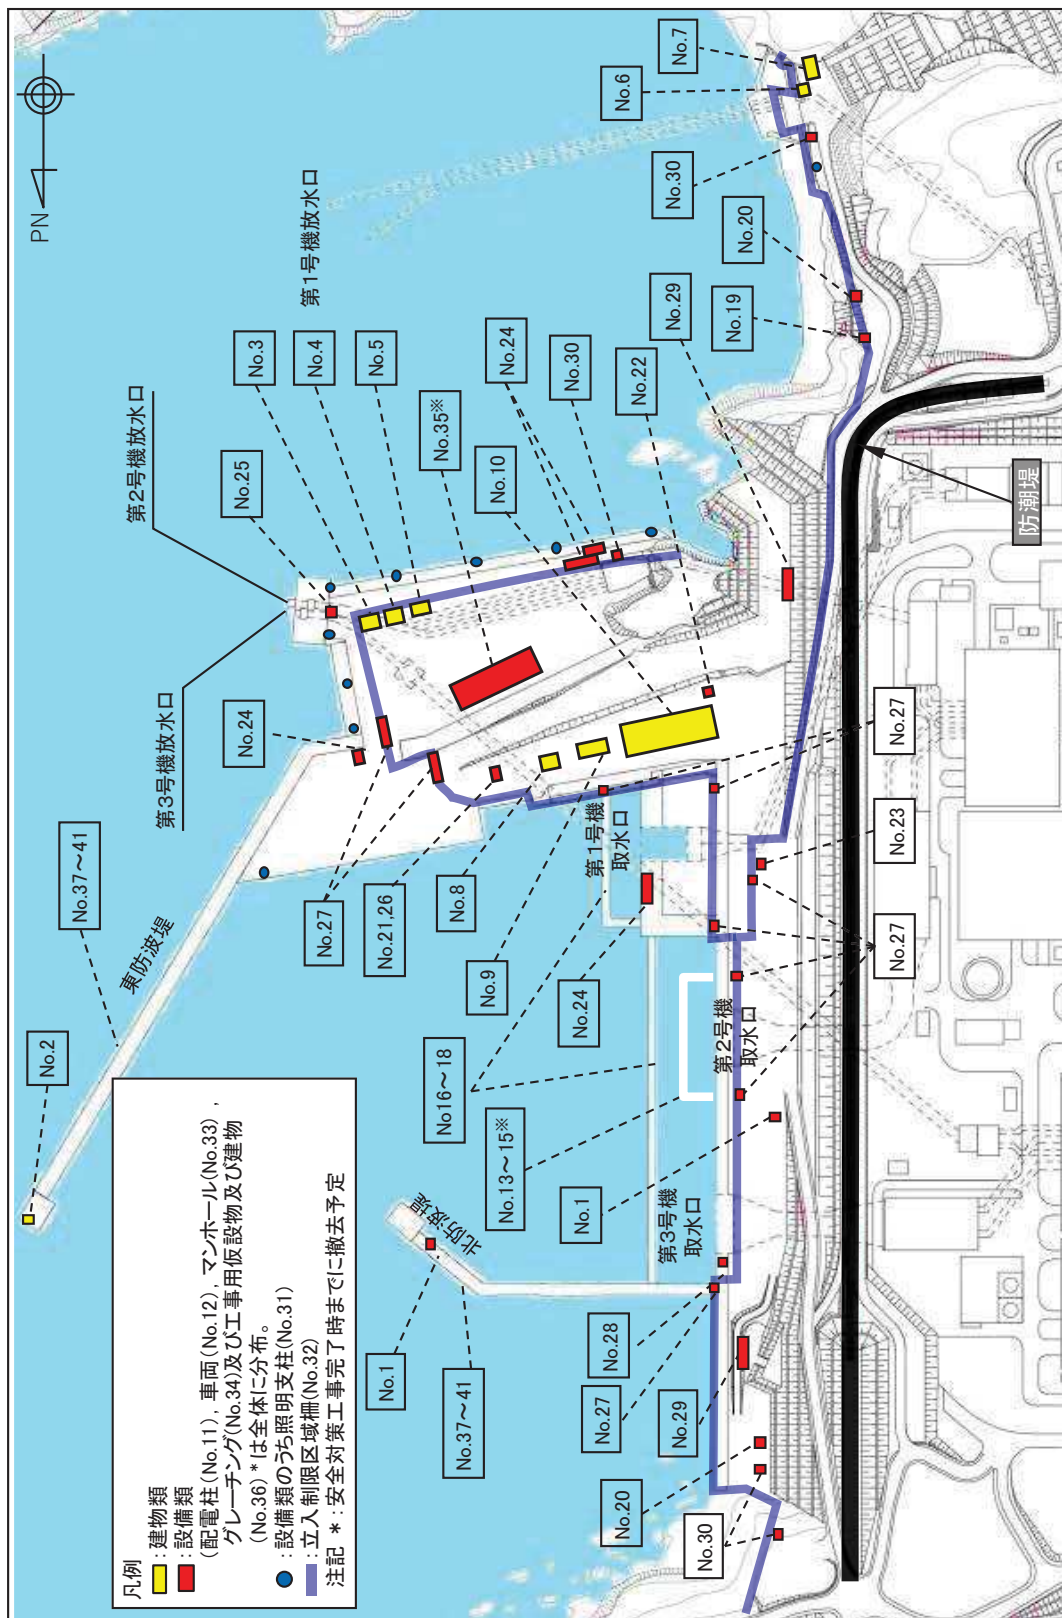 PN
No.7
No.6
No.30
No.20
No.19
No.29
第1号機放水口
No.3
No.4
No.5
No.35※
No.10
No.24
No.30
No.22
第2号機放水口
No.25
第3号機放水口
No.24
防潮堤
No.37～41
東防波堤
No.2
No.27
No.21,26
No.8
No.9
No.24
No16～18
No.13～15※
第1号機
取水口
第2号機
取水口
第3号機
取水口
No.27
No.23
No.27
No.1
北防波堤
No.1
No.37～41
No.28
No.27
No.29
No.20
No.30
凡例
:建物類
:設備類
(配電柱(No.11), 車両(No.12), マンホール(No.33),
グレーチング(No.34)及び工事用仮設物及び建物
(No.36)*は全体に分布。
:設備類のうち照明支柱(No.31)
:立入制限区域柵(No.32)
注記 *:安全対策工事完了時までに撤去予定